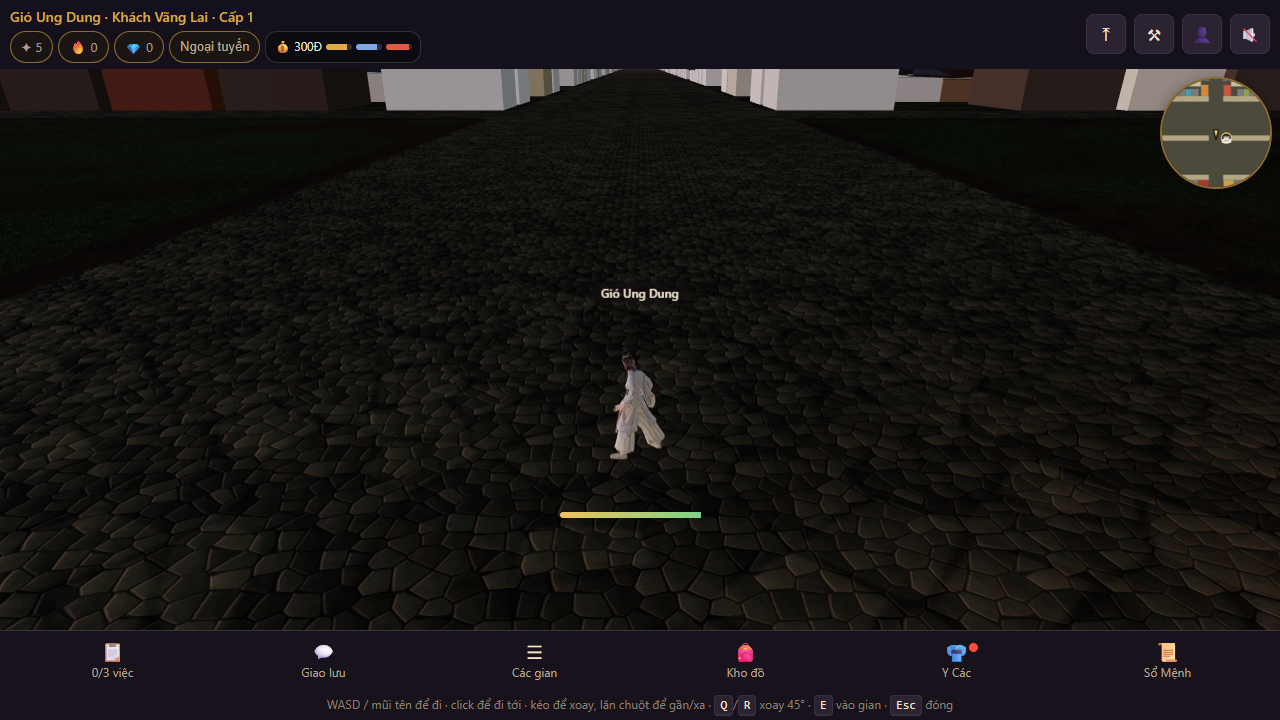 Gió Ung Dung · Khách Vãng Lai · Cấp 1
5
0
0
Ngoại tuyến
300Đ
Gió Ung Dung
0/3 việc
Giao lưu
Các gian
Kho đồ
Y Các
Sổ Mệnh
WASD / mũi tên để đi · click để đi tới · kéo để xoay, lăn chuột để gần/xa · Q / R xoay 45° · E vào gian · Esc đóng